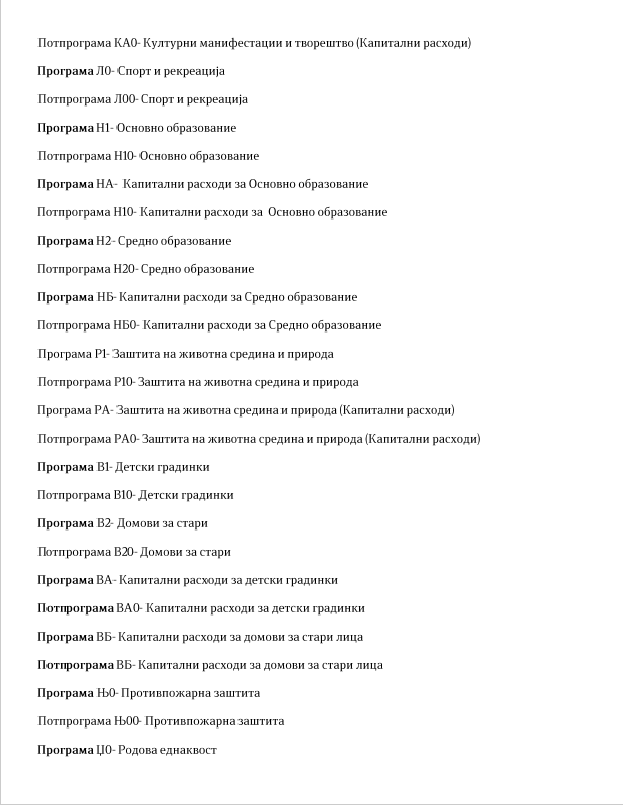 Потпрограма КА0- Културни манифестации и творештво (Капитални расходи)
Програма Л0- Спорт и рекреација
Потпрограма Л00- Спорт и рекреација
Програма Н1- Основно образование
Потпрограма Н10- Основно образование
Програма НА- Капитални расходи за Основно образование
Потпрограма Н10- Капитални расходи за Основно образование
Програма Н2- Средно образование
Потпрограма Н20- Средно образование
Програма НБ- Капитални расходи за Средно образование
Потпрограма НБ0- Капитални расходи за Средно образование
Програма Р1- Заштита на животна средина и природа
Потпрограма Р10- Заштита на животна средина и природа
Програма РА- Заштита на животна средина и природа (Капитални расходи)
Потпрограма РА0- Заштита на животна средина и природа (Капитални расходи)
Програма В1- Детски градинки
Потпрограма В10- Детски градинки
Програма В2- Домови за стари
Потпрограма В20- Домови за стари
Програма ВА- Капитални расходи за детски градинки
Потпрограма ВА0- Капитални расходи за детски градинки
Програма ВБ- Капитални расходи за домови за стари лица
Потпрограма ВБ- Капитални расходи за домови за стари лица
Програма Њ0- Противпожарна заштита
Потпрограма Њ00- Противпожарна заштита
Програма Џ0- Родова еднаквост